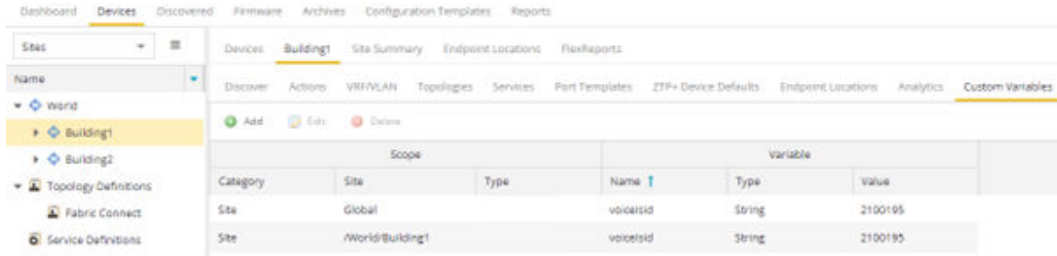 Dashboard Devices Discovered Firmware Archives Configuration Templates Reports
Sites Devices Building1 Site Summary Endpoint Locations FlexReports
Name Discover Actions VRF/VLAN Topologies Services Port Templates ZTP+ Device Defaults Endpoint Locations Analytics Custom Variables
World
Add Edit Delete
Building1
Scope Variable
Building2
Category Site Type Name Type Value
Topology Definitions
Fabric Connect Site Global voiceIsid String 2100195
Service Definitions Site /World/Building1 voiceIsid String 2100195